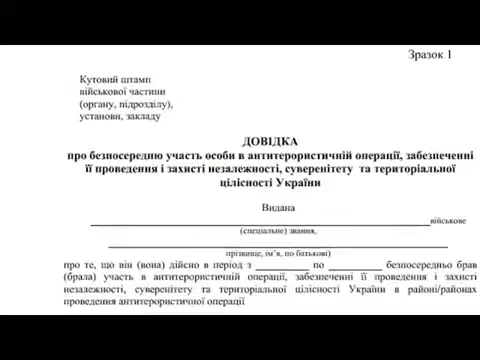 Зразок 1
Кутовий штамп
військової частини
(органу, підрозділу),
установи, закладу
ДОВІДКА
про безпосередню участь особи в антитерористичній операції, забезпеченні
її проведення і захисті незалежності, суверенітету та територіальної
цілісності України
Видана
військове
(спеціальне) звання,
прізвище, ім’я, по батькові)
про те, що він (вона) дійсно в період з __________ по __________ безпосередньо брав
(брала) участь в антитерористичній операції, забезпеченні її проведення і захисті
незалежності, суверенітету та територіальної цілісності України в районі/районах
проведення антитерористичної операції